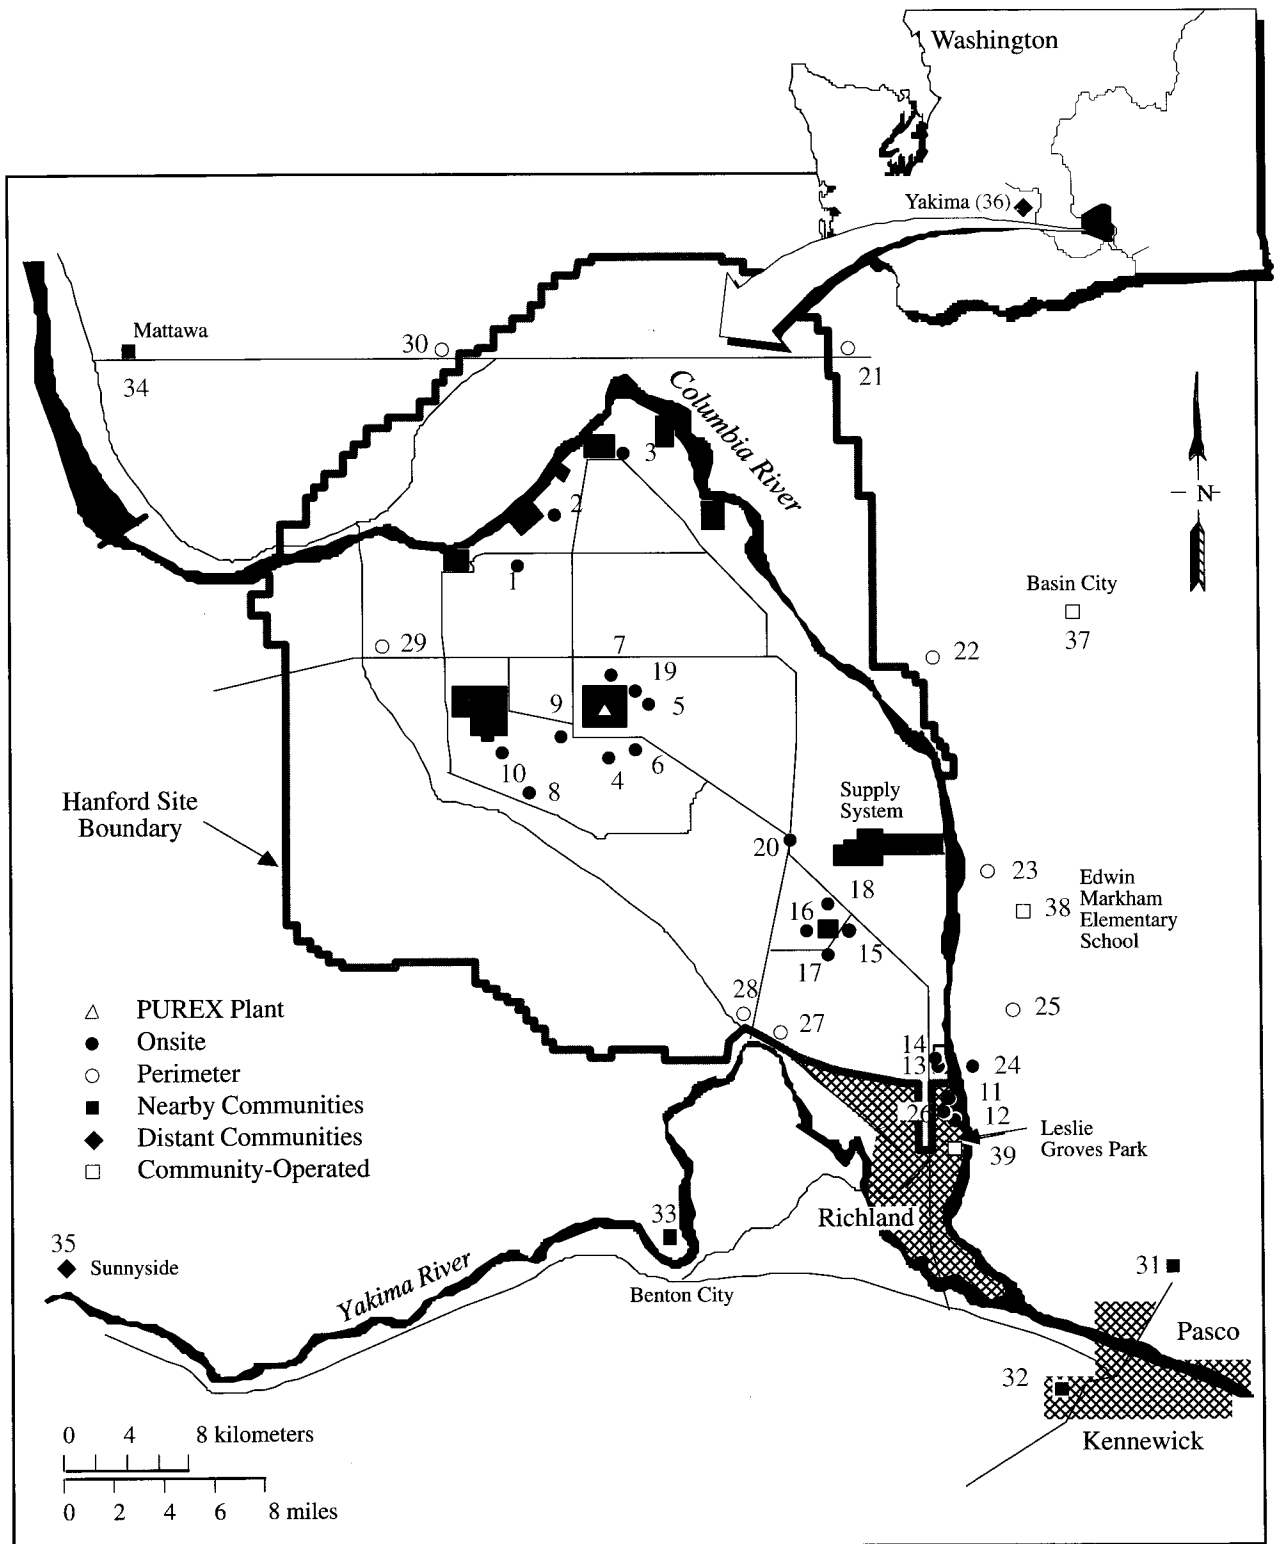 Washington
Yakima (36)
Mattawa
34
30
21
Columbia River
3
2
1
N
Basin City
37
29
22
7
19
5
9
10
8
4
6
Hanford Site
Boundary
Supply
System
20
18
16
15
17
23
38
Edwin
Markham
Elementary
School
28
27
25
14
13
24
11
26
12
Leslie
Groves Park
39
PUREX Plant
Onsite
Perimeter
Nearby Communities
Distant Communities
Community-Operated
Richland
33
35
Sunnyside
Yakima River
Benton City
31
Pasco
32
Kennewick
0 4 8 kilometers
0 2 4 6 8 miles